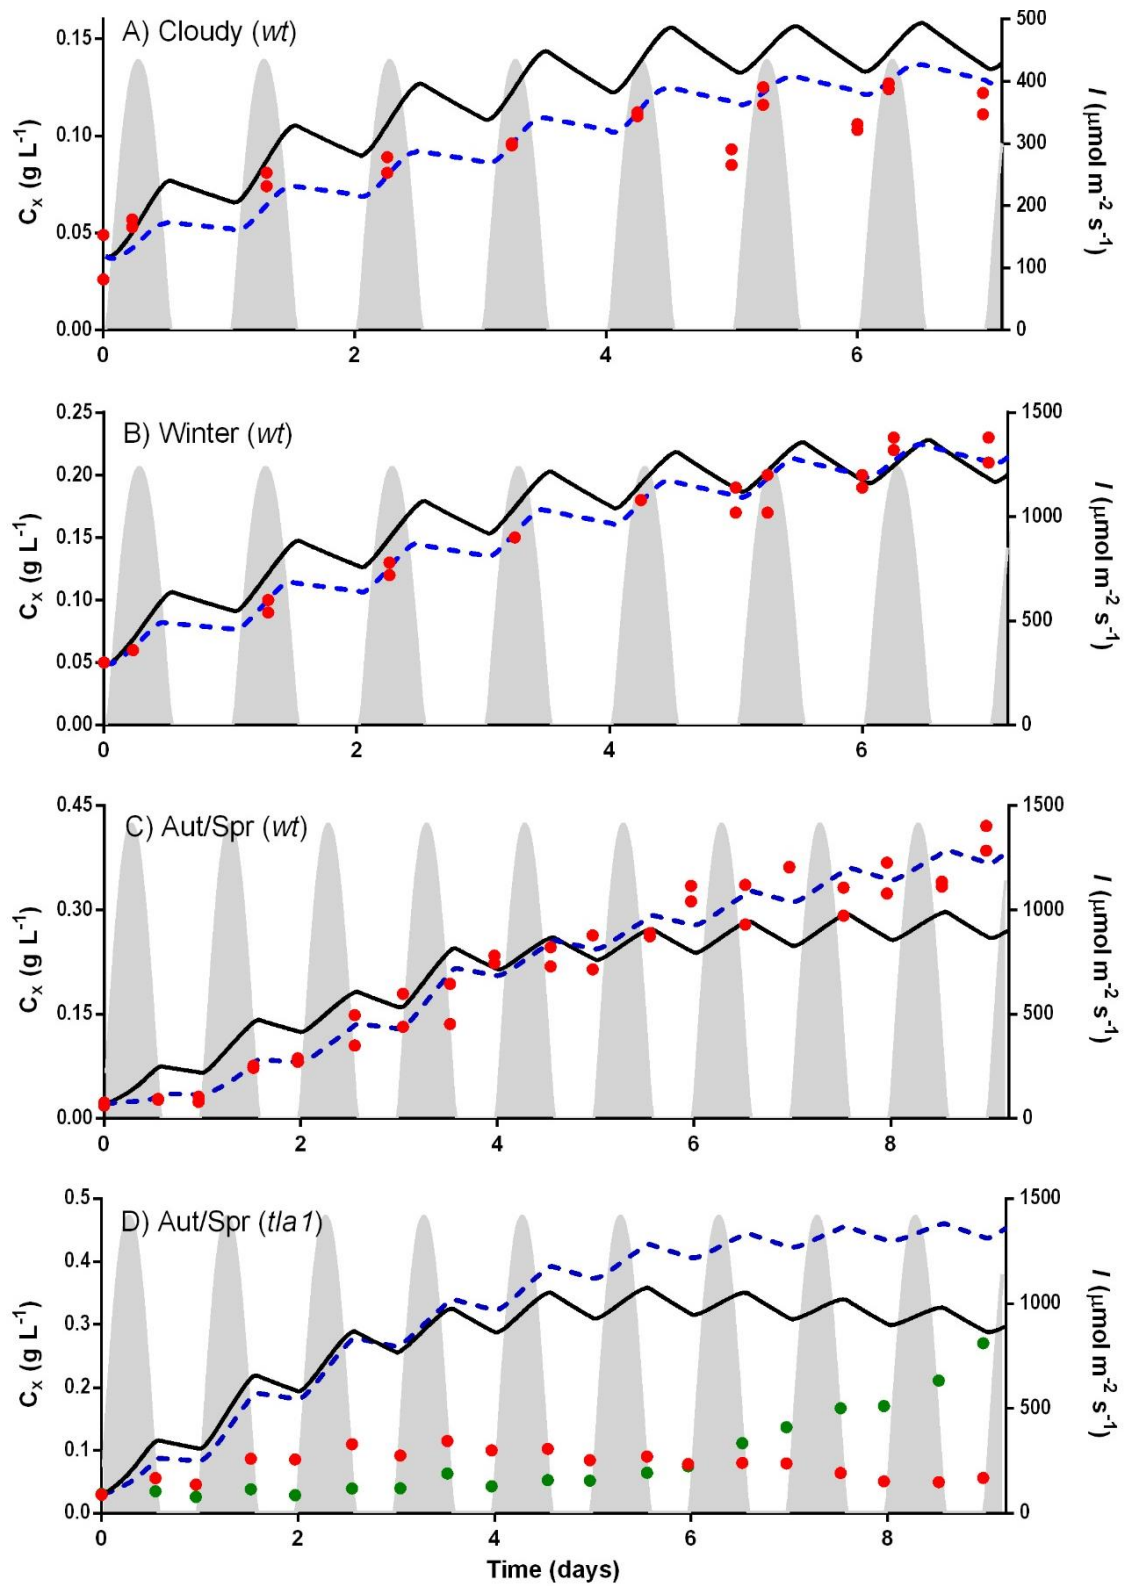 A) Cloudy (wt)
0.15
0.10
0.05
0.00
Cₓ (g L⁻¹)
500
400
300
200
100
0
I (μmol m⁻² s⁻¹)
0 2 4 6
B) Winter (wt)
0.25
0.20
0.15
0.10
0.05
0.00
Cₓ (g L⁻¹)
1500
1000
500
0
I (μmol m⁻² s⁻¹)
0 2 4 6
C) Aut/Spr (wt)
0.45
0.30
0.15
0.00
Cₓ (g L⁻¹)
1500
1000
500
0
I (μmol m⁻² s⁻¹)
0 2 4 6 8
D) Aut/Spr (tla1)
0.5
0.4
0.3
0.2
0.1
0.0
Cₓ (g L⁻¹)
1500
1000
500
0
I (μmol m⁻² s⁻¹)
0 2 4 6 8
Time (days)